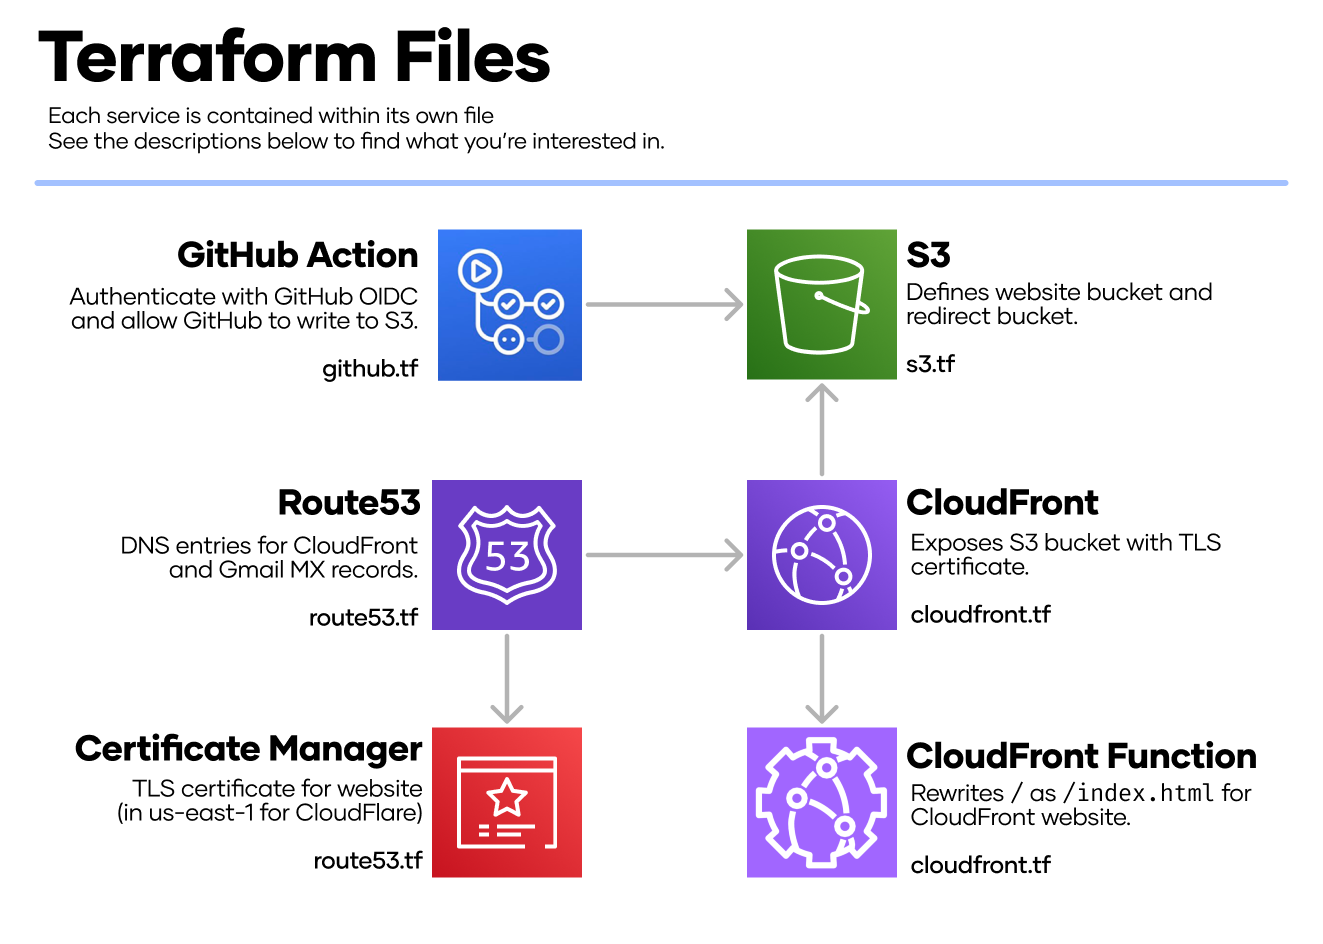 Terraform Files
Each service is contained within its own file
See the descriptions below to find what you’re interested in.
GitHub Action
Authenticate with GitHub OIDC
and allow GitHub to write to S3.
github.tf
S3
Defines website bucket and
redirect bucket.
s3.tf
Route53
DNS entries for CloudFront
and Gmail MX records.
route53.tf
53
CloudFront
Exposes S3 bucket with TLS
certificate.
cloudfront.tf
Certificate Manager
TLS certificate for website
(in us-east-1 for CloudFlare)
route53.tf
CloudFront Function
Rewrites / as /index.html for
CloudFront website.
cloudfront.tf